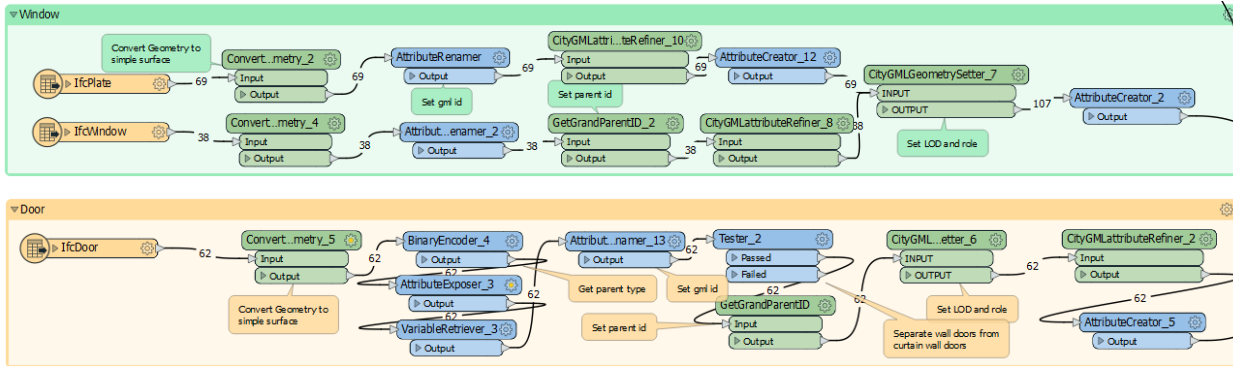 Window
Convert Geometry to
simple surface
IfcPlate
69
Convert...metry_2
Input
Output
69
AttributeRenamer
Output
Set gml id
69
CityGMLattri...teRefiner_10
Input
Output
Set parent id
69
AttributeCreator_12
Output
69
CityGMLGeometrySetter_7
INPUT
OUTPUT
Set LOD and role
107
AttributeCreator_2
Output
IfcWindow
38
Convert...metry_4
Input
Output
38
Attribut...enamer_2
Output
38
GetGrandParentID_2
Input
Output
38
CityGMLattributeRefiner_8
Input
Output
38
Door
IfcDoor
62
Convert...metry_5
Input
Output
Convert Geometry to
simple surface
62
BinaryEncoder_4
Output
62
Get parent type
AttributeExposer_3
Output
62
VariableRetriever_3
Output
62
Attribut...namer_13
Output
Set gml id
62
Tester_2
Passed
Failed
Separate wall doors from
curtain wall doors
Set parent id
GetGrandParentID
Input
Output
62
CityGML...etter_6
INPUT
OUTPUT
Set LOD and role
62
CityGMLattributeRefiner_2
Input
Output
62
AttributeCreator_5
Output